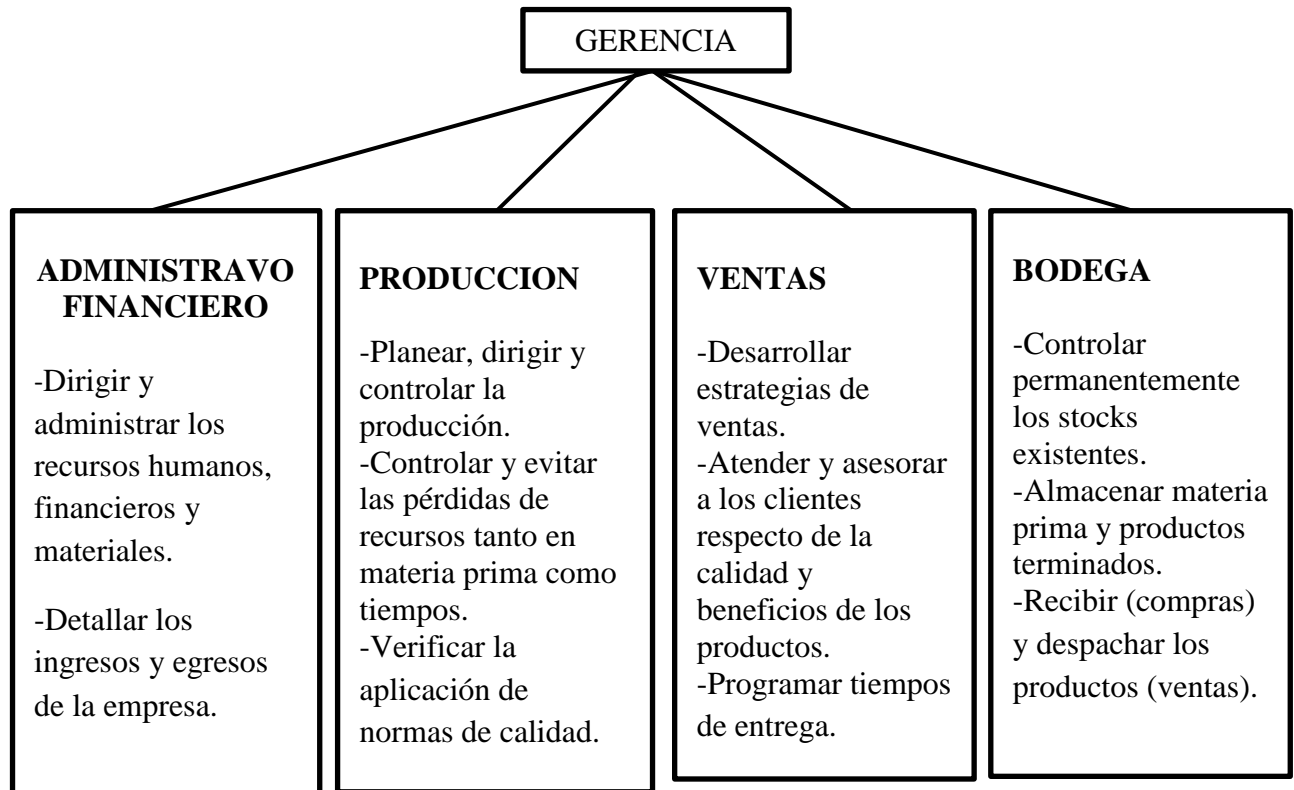 GERENCIA
ADMINISTRAVO
FINANCIERO
-Dirigir y
administrar los
recursos humanos,
financieros y
materiales.
-Detallar los
ingresos y egresos
de la empresa.
PRODUCCION
-Planear, dirigir y
controlar la
producción.
-Controlar y evitar
las pérdidas de
recursos tanto en
materia prima como
tiempos.
-Verificar la
aplicación de
normas de calidad.
VENTAS
-Desarrollar
estrategias de
ventas.
-Atender y asesorar
a los clientes
respecto de la
calidad y
beneficios de los
productos.
-Programar tiempos
de entrega.
BODEGA
-Controlar
permanentemente
los stocks
existentes.
-Almacenar materia
prima y productos
terminados.
-Recibir (compras)
y despachar los
productos (ventas).